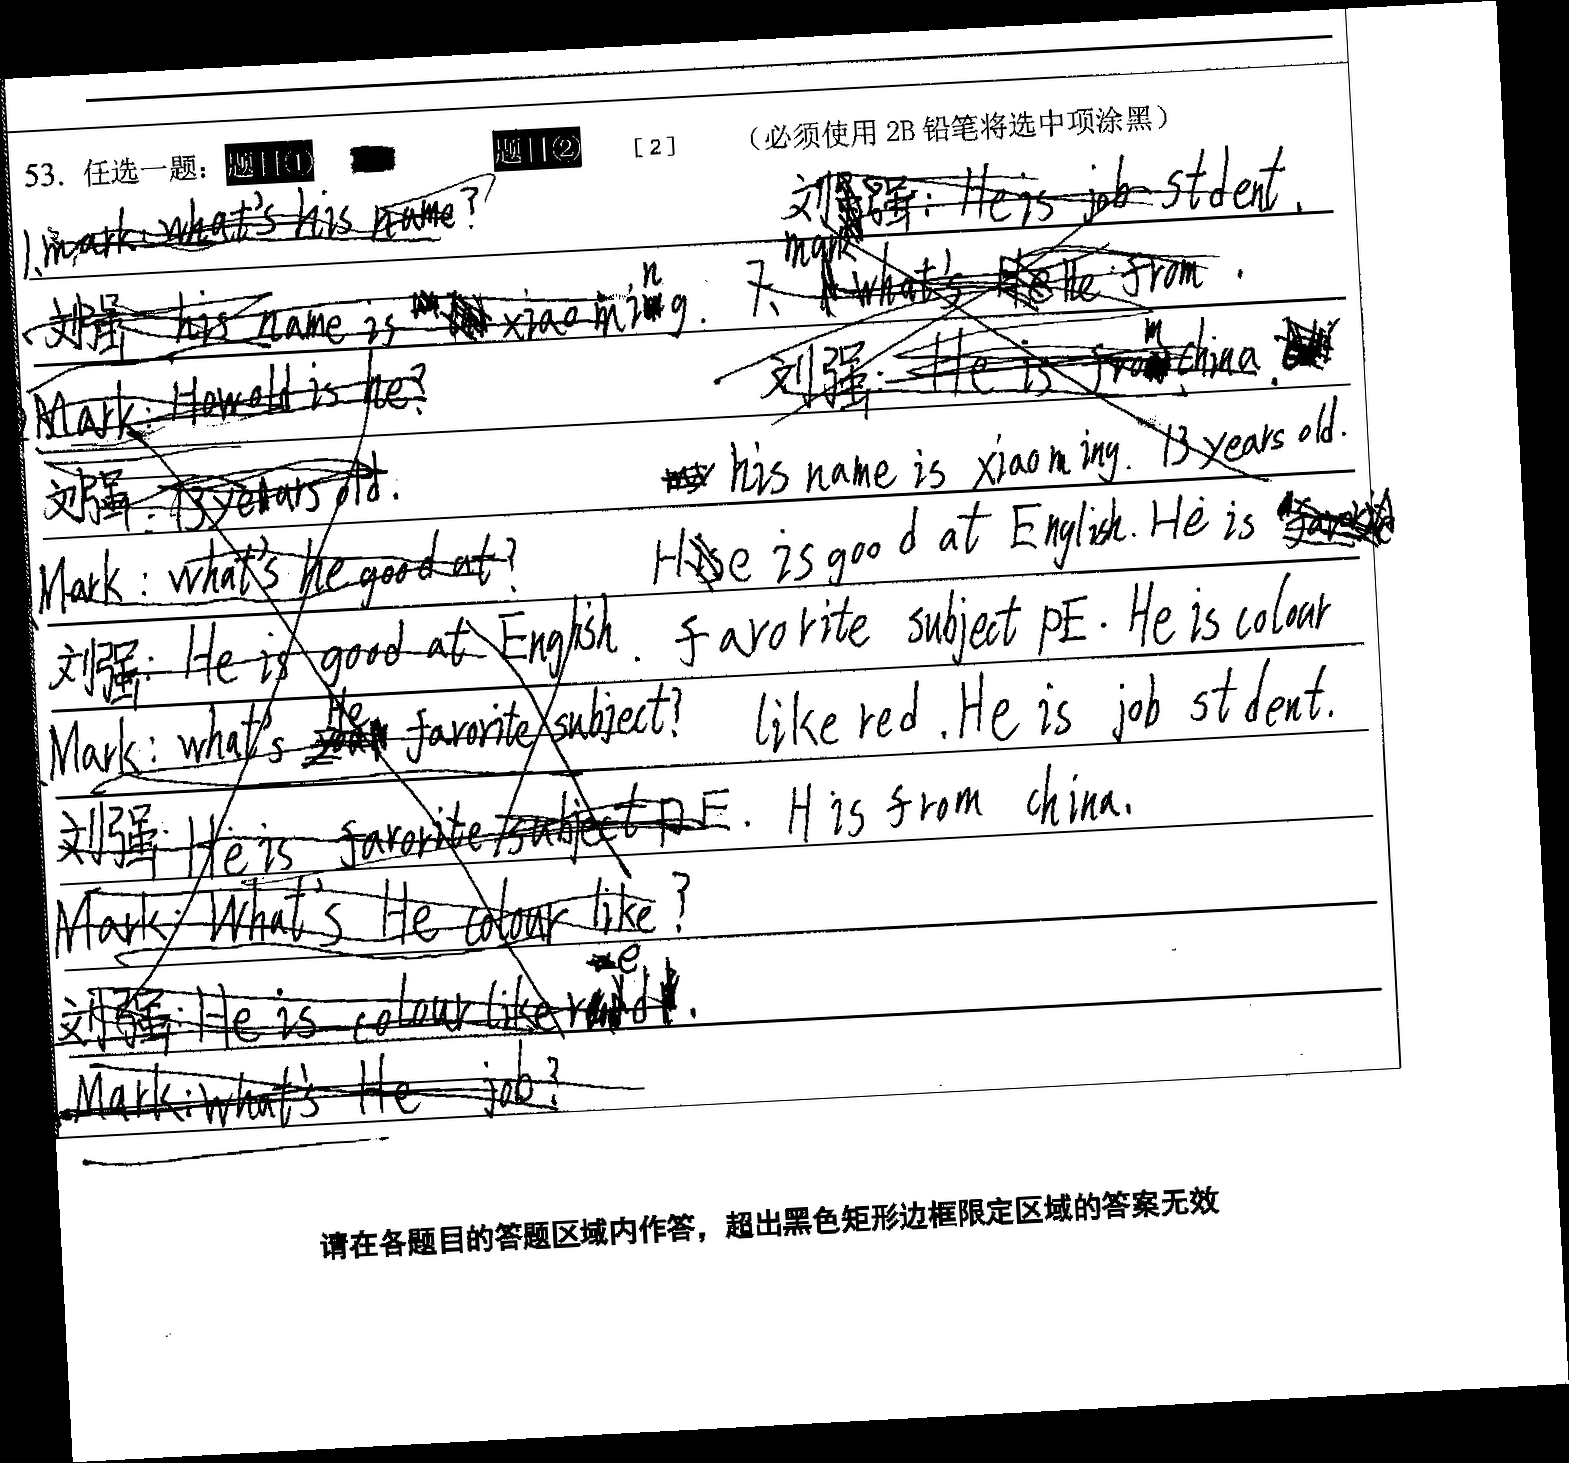 53. 任选一题: 题目(1) 题目(2) [2] (必须使用 2B 铅笔将选中项涂黑)
1、mark: what's his name?
刘强: his name is xiaoming.
Mark: How old is he?
刘强: 13 years old.
Mark: what's he good at?
刘强: He is good at English.
Mark: what's He favorite subject?
刘强: He is favorite subject PE.
Mark: What's He colour like?
刘强: He is colour like red.
Mark: what's He job?
刘强: He is job stdent.
7、mark what's He from.
刘强: He is from china.
his name is xiaoming. 13 years old.
He is good at English. He is
favorite subject PE. He is colour
like red. He is job stdent.
H is from china.
请在各题目的答题区域内作答，超出黑色矩形边框限定区域的答案无效